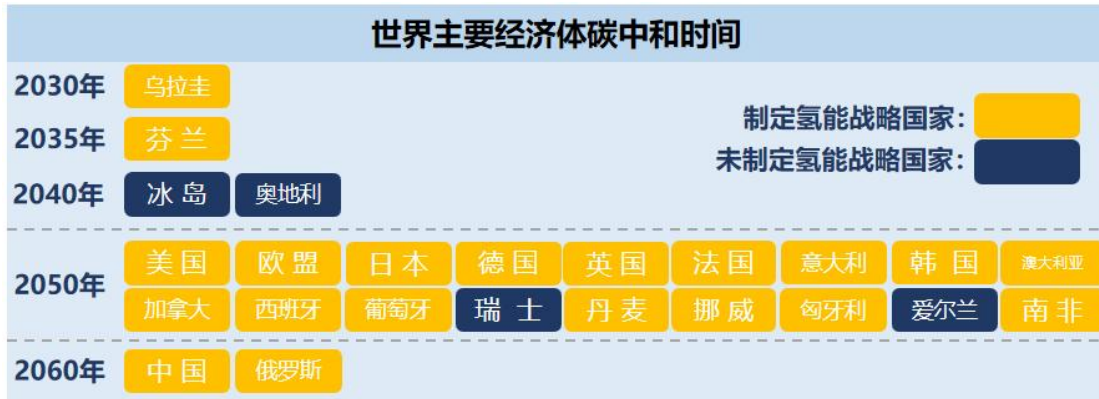 世界主要经济体碳中和时间
2030年 乌拉圭
制定氢能战略国家：
2035年 芬兰
未制定氢能战略国家：
2040年 冰岛 奥地利
美国 欧盟 日本 德国 英国 法国 意大利 韩国 澳大利亚
2050年
加拿大 西班牙 葡萄牙 瑞士 丹麦 挪威 匈牙利 爱尔兰 南非
2060年 中国 俄罗斯